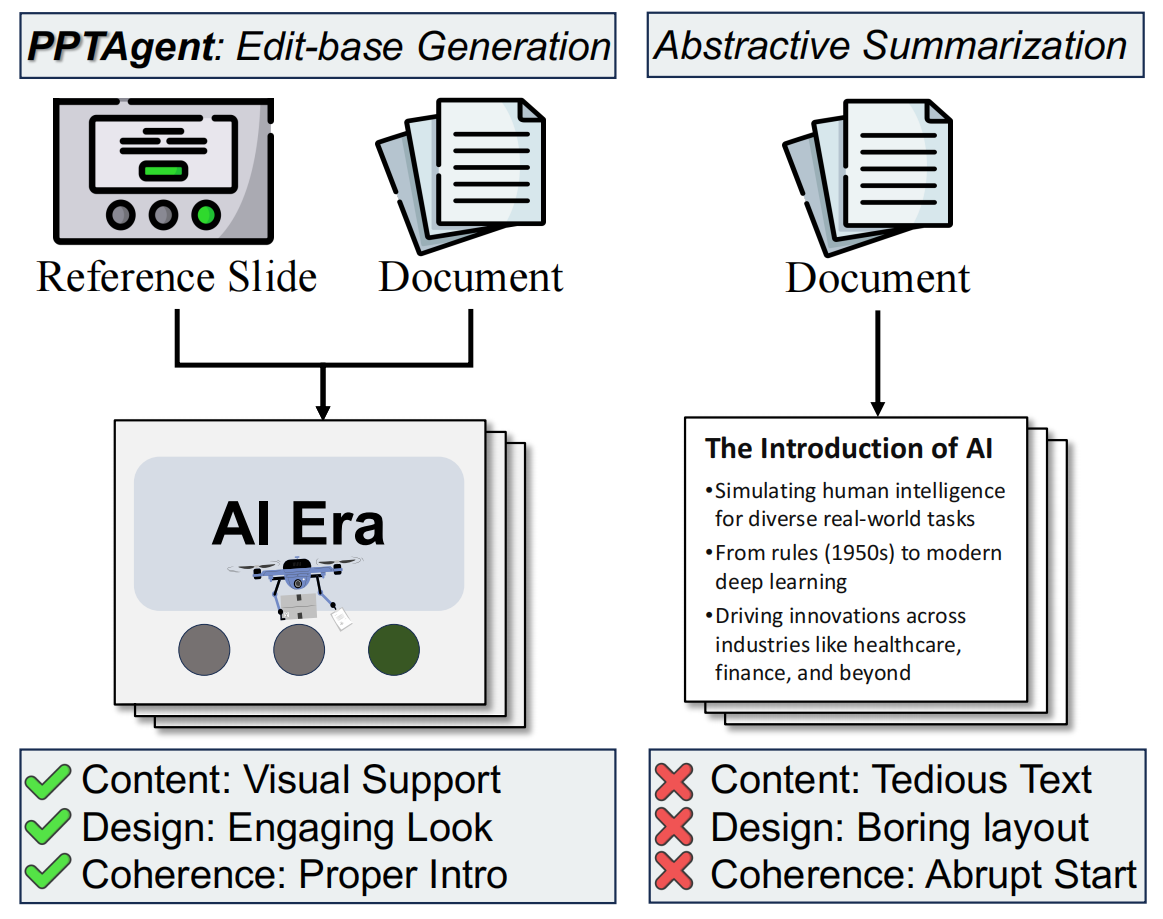 PPTAgent: Edit-base Generation
Reference Slide
Document
AI Era
Content: Visual Support
Design: Engaging Look
Coherence: Proper Intro
Abstractive Summarization
Document
The Introduction of AI
•Simulating human intelligence
for diverse real-world tasks
•From rules (1950s) to modern
deep learning
•Driving innovations across
industries like healthcare,
finance, and beyond
Content: Tedious Text
Design: Boring layout
Coherence: Abrupt Start